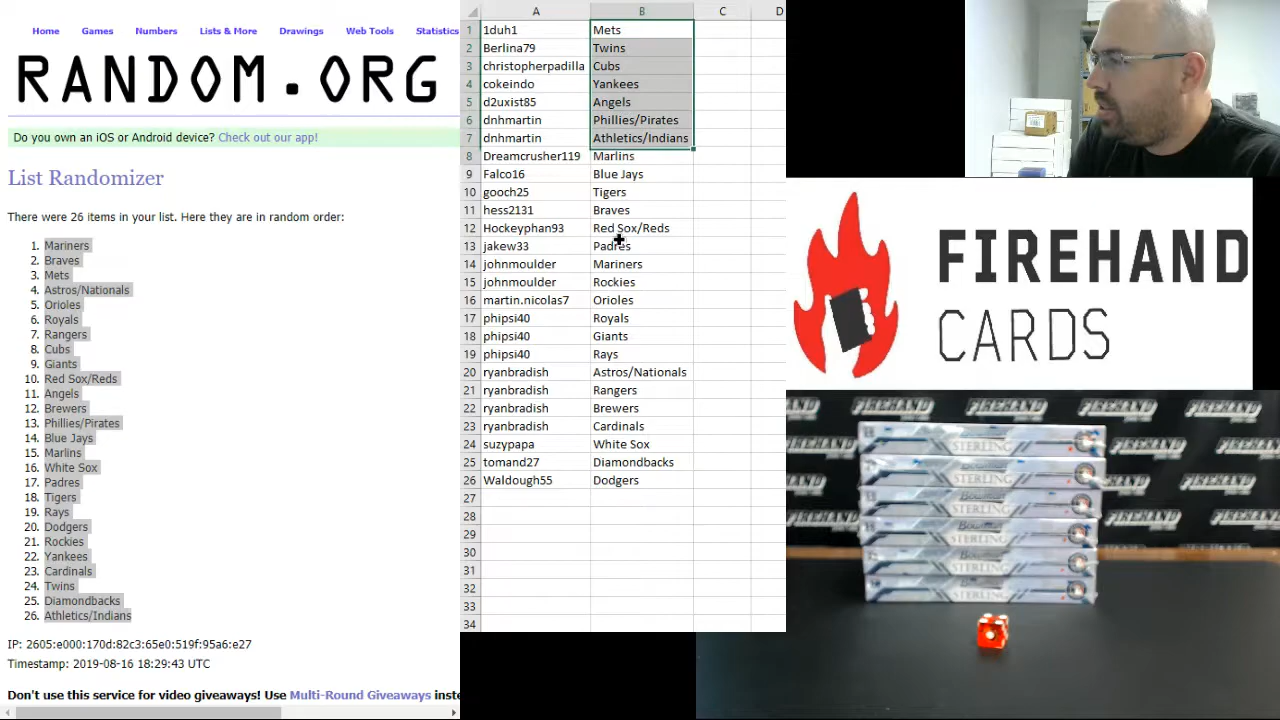 Home Games Numbers Lists & More Drawings Web Tools Statistics
RANDOM.ORG
Do you own an iOS or Android device? Check out our app!
List Randomizer
There were 26 items in your list. Here they are in random order:
1. Mariners
2. Braves
3. Mets
4. Astros/Nationals
5. Orioles
6. Royals
7. Rangers
8. Cubs
9. Giants
10. Red Sox/Reds
11. Angels
12. Brewers
13. Phillies/Pirates
14. Blue Jays
15. Marlins
16. White Sox
17. Padres
18. Tigers
19. Rays
20. Dodgers
21. Rockies
22. Yankees
23. Cardinals
24. Twins
25. Diamondbacks
26. Athletics/Indians
IP: 2605:e000:170d:82c3:65e0:519f:95a6:e27
Timestamp: 2019-08-16 18:29:43 UTC
Don't use this service for video giveaways! Use Multi-Round Giveaways inste
A B C D
1 1duh1 Mets
2 Berlina79 Twins
3 christopherpadilla Cubs
4 cokeindo Yankees
5 d2uxist85 Angels
6 dnhmartin Phillies/Pirates
7 dnhmartin Athletics/Indians
8 Dreamcrusher119 Marlins
9 Falco16 Blue Jays
10 gooch25 Tigers
11 hess2131 Braves
12 Hockeyphan93 Red Sox/Reds
13 jakew33 Padres
14 johnmoulder Mariners
15 johnmoulder Rockies
16 martin.nicolas7 Orioles
17 phipsi40 Royals
18 phipsi40 Giants
19 phipsi40 Rays
20 ryanbradish Astros/Nationals
21 ryanbradish Rangers
22 ryanbradish Brewers
23 ryanbradish Cardinals
24 suzypapa White Sox
25 tomand27 Diamondbacks
26 Waldough55 Dodgers
27
28
29
30
31
32
33
34
FIREHAND
CARDS
FIREHAND
Bowman
STERLING
STERLING
STERLING
STERLING
STERLING
STERLING